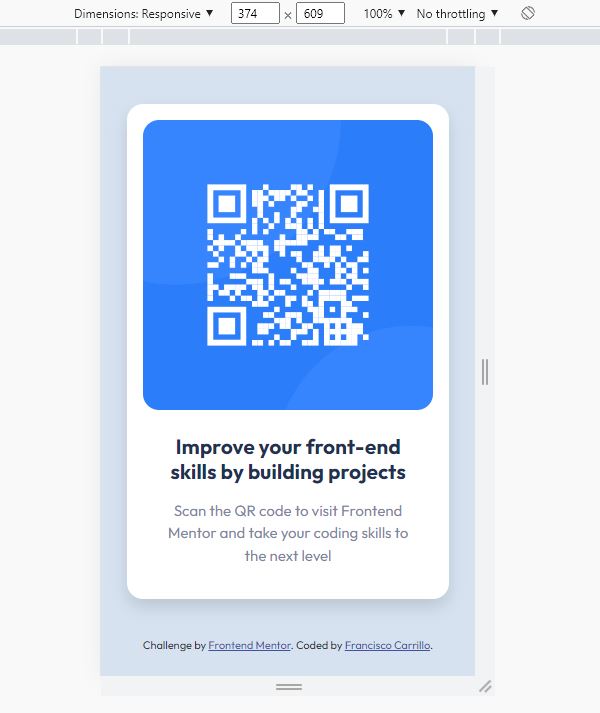 Dimensions: Responsive ▼ 374 × 609 100% ▼ No throttling ▼
Improve your front-end
skills by building projects
Scan the QR code to visit Frontend
Mentor and take your coding skills to
the next level
Challenge by Frontend Mentor. Coded by Francisco Carrillo.